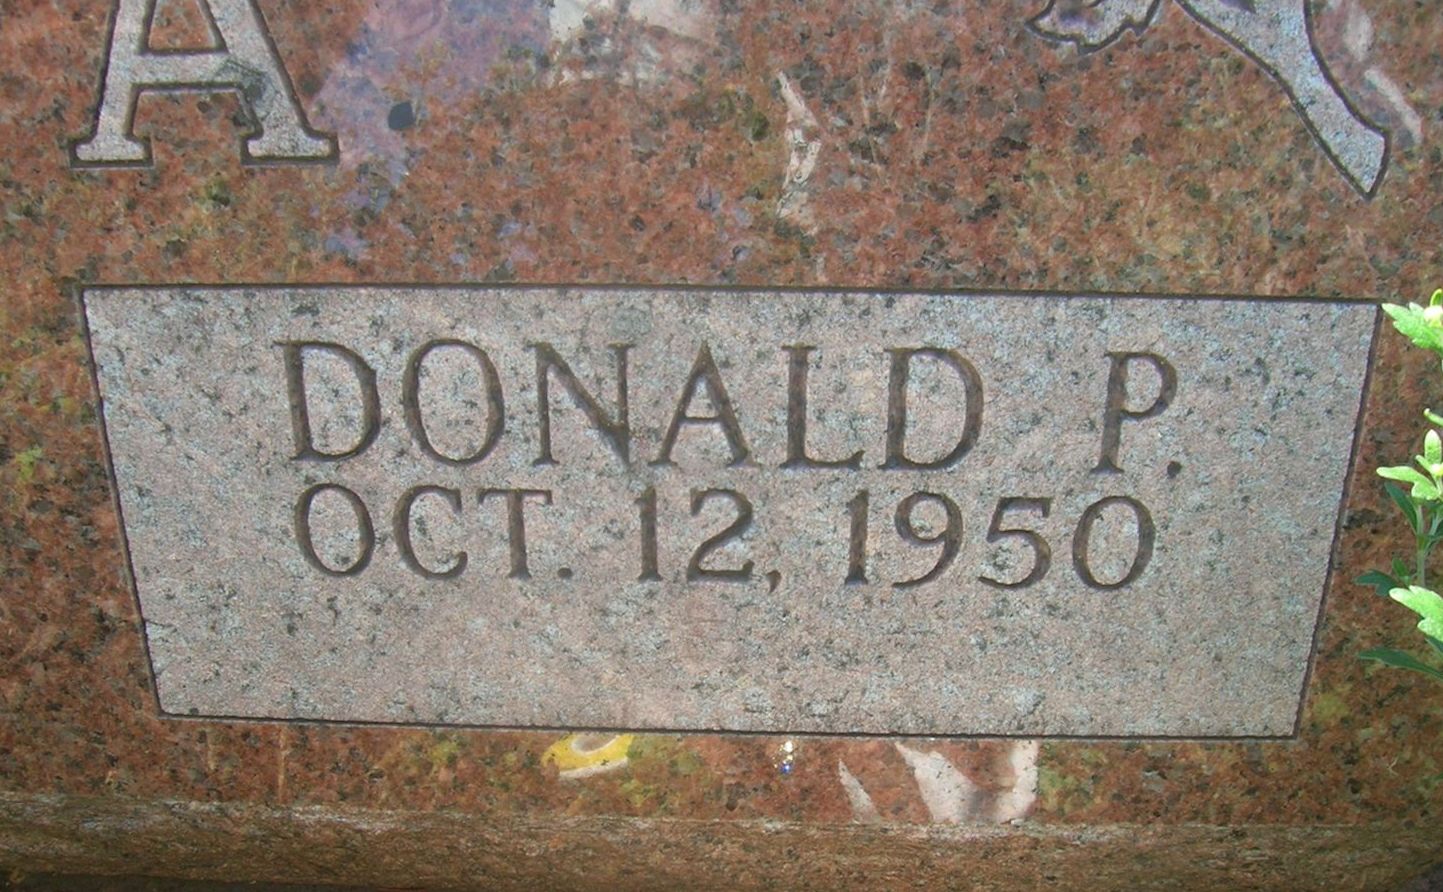 A
DONALD P.
OCT. 12, 1950